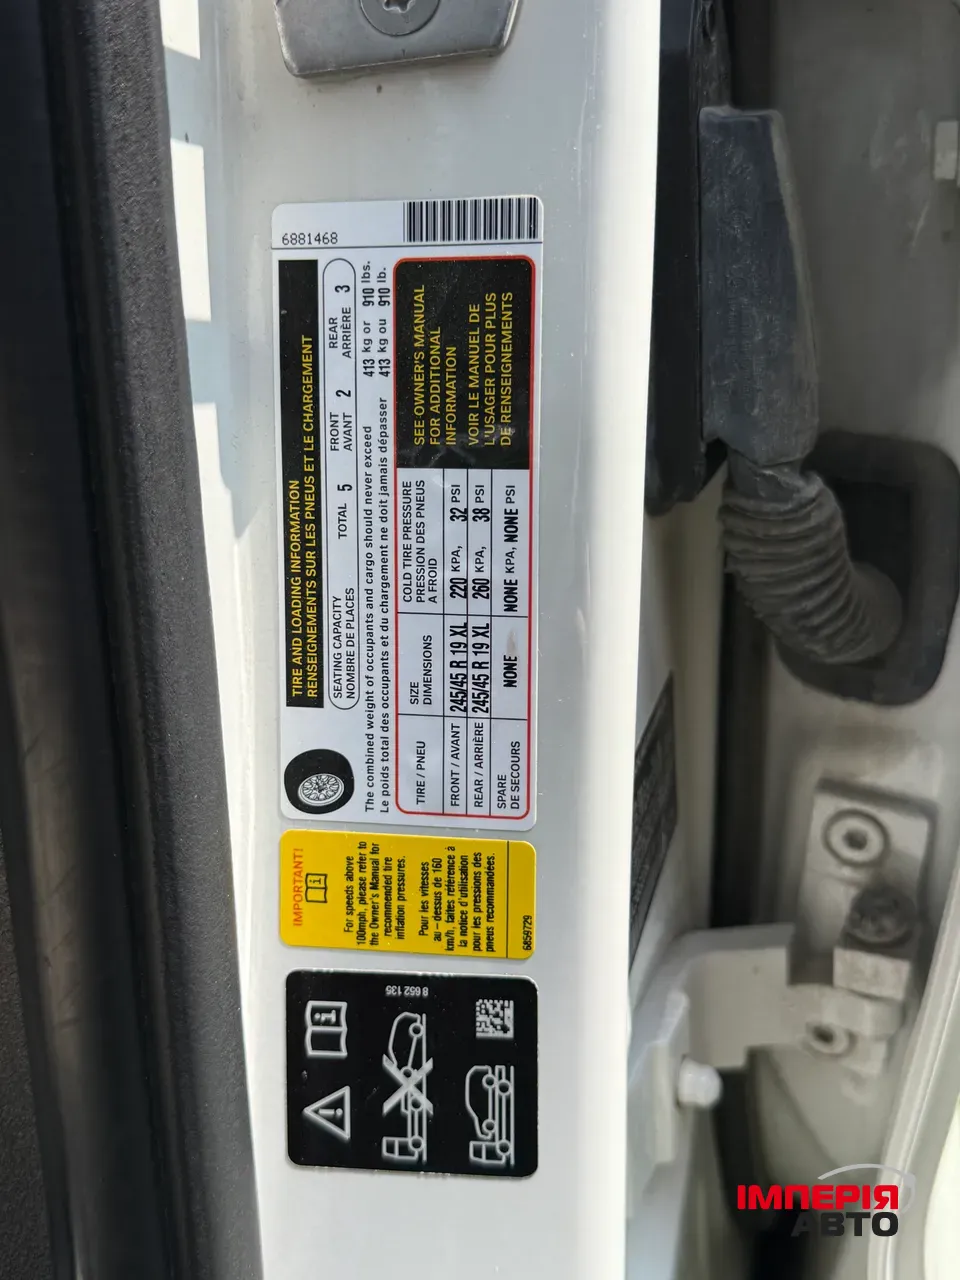 6881468
TIRE AND LOADING INFORMATION
RENSEIGNEMENTS SUR LES PNEUS ET LE CHARGEMENT
SEATING CAPACITY
NOMBRE DE PLACES
TOTAL 5
FRONT
AVANT 2
REAR
ARRIÈRE 3
The combined weight of occupants and cargo should never exceed 413 kg or 910 lbs.
Le poids total des occupants et du chargement ne doit jamais dépasser 413 kg ou 910 lb.
TIRE / PNEU
SIZE
DIMENSIONS
COLD TIRE PRESSURE
PRESSION DES PNEUS
A FROID
FRONT / AVANT 245/45 R 19 XL 220 KPA, 32 PSI
REAR / ARRIÈRE 245/45 R 19 XL 260 KPA, 38 PSI
SPARE
DE SECOURS
NONE NONE KPA, NONE PSI
SEE OWNER'S MANUAL
FOR ADDITIONAL
INFORMATION
VOIR LE MANUEL DE
L'USAGER POUR PLUS
DE RENSEIGNEMENTS
IMPORTANT!
For speeds above
100mph, please refer to
the Owner's Manual for
recommended tire
inflation pressures.
Pour les vitesses
au-dessus de 160
km/h, faites référence à
la notice d'utilisation
pour les pressions des
pneus recommandées.
6859729
8 652 135
ІМПЕРІЯ
АВТО